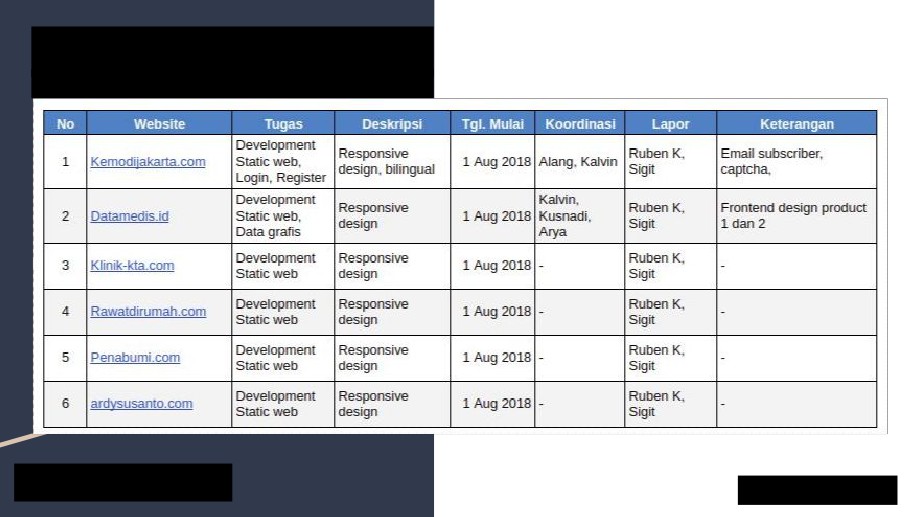 No Website Tugas Deskripsi Tgl. Mulai Koordinasi Lapor Keterangan
1 Kemodijakarta.com Development Static web, Login, Register Responsive design, bilingual 1 Aug 2018 Alang, Kalvin Ruben K, Sigit Email subscriber, captcha,
2 Datamedis.id Development Static web, Data grafis Responsive design 1 Aug 2018 Kalvin, Kusnadi, Arya Ruben K, Sigit Frontend design product 1 dan 2
3 Klinik-kta.com Development Static web Responsive design 1 Aug 2018 - Ruben K, Sigit -
4 Rawatdirumah.com Development Static web Responsive design 1 Aug 2018 - Ruben K, Sigit -
5 Penabumi.com Development Static web Responsive design 1 Aug 2018 - Ruben K, Sigit -
6 ardysusanto.com Development Static web Responsive design 1 Aug 2018 - Ruben K, Sigit -